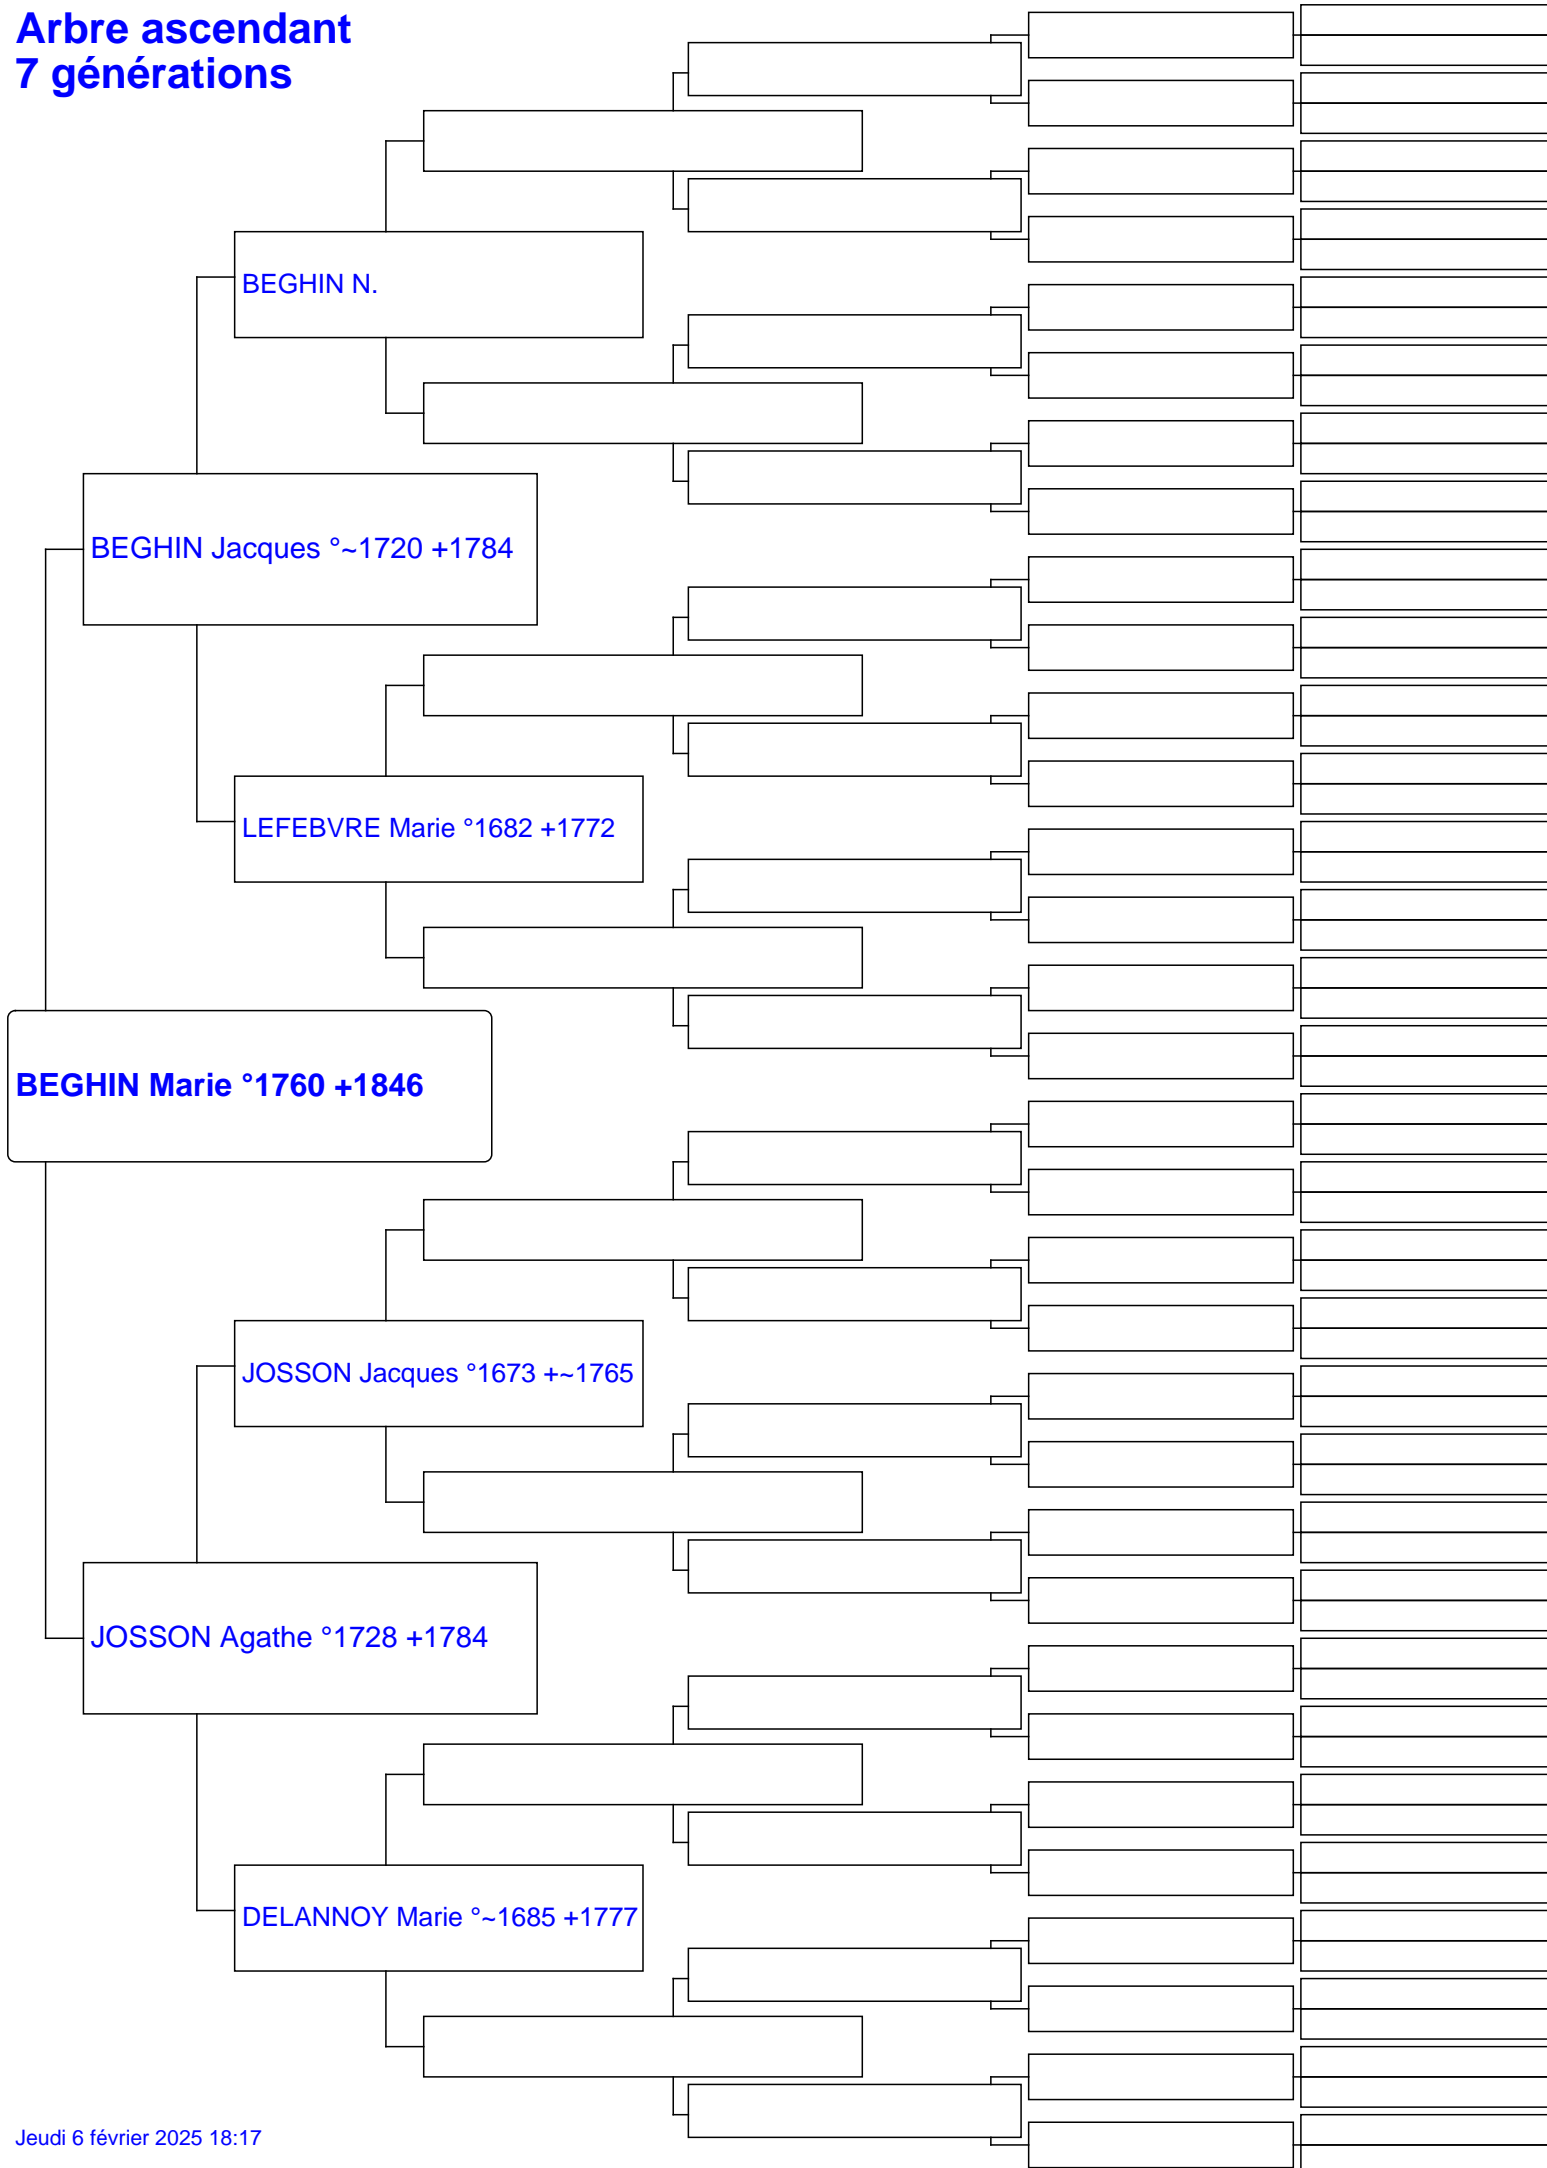 Arbre ascendant
7 générations
BEGHIN N.
BEGHIN Jacques °~1720 +1784
LEFEBVRE Marie °1682 +1772
BEGHIN Marie °1760 +1846
JOSSON Jacques °1673 +~1765
JOSSON Agathe °1728 +1784
DELANNOY Marie °~1685 +1777
Jeudi 6 février 2025 18:17